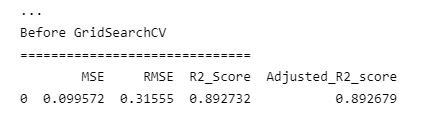 ...
Before GridSearchCV
==============================
MSE RMSE R2_Score Adjusted_R2_score
0 0.099572 0.31555 0.892732 0.892679